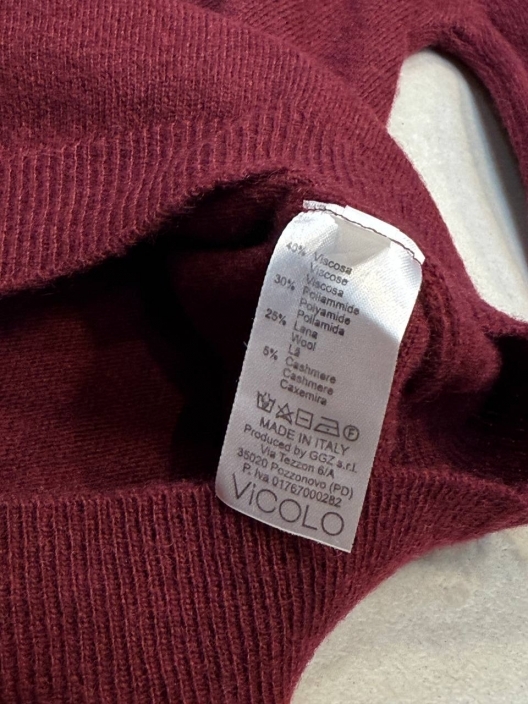 40% Viscosa
Viscose
Viscosa
30% Poliammide
Polyamide
Poliamida
25% Lana
Wool
Lã
5% Cashmere
Cashmere
Caxemira
F
MADE IN ITALY
Produced by GGZ s.r.l.
Via Tezzon 6/A
35020 Pozzonovo (PD)
P. Iva 01767000282
ViCOLO